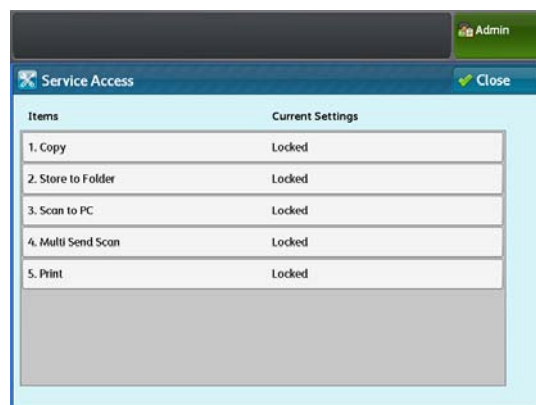 Admin
Service Access
Close
Items Current Settings
1. Copy Locked
2. Store to Folder Locked
3. Scan to PC Locked
4. Multi Send Scan Locked
5. Print Locked